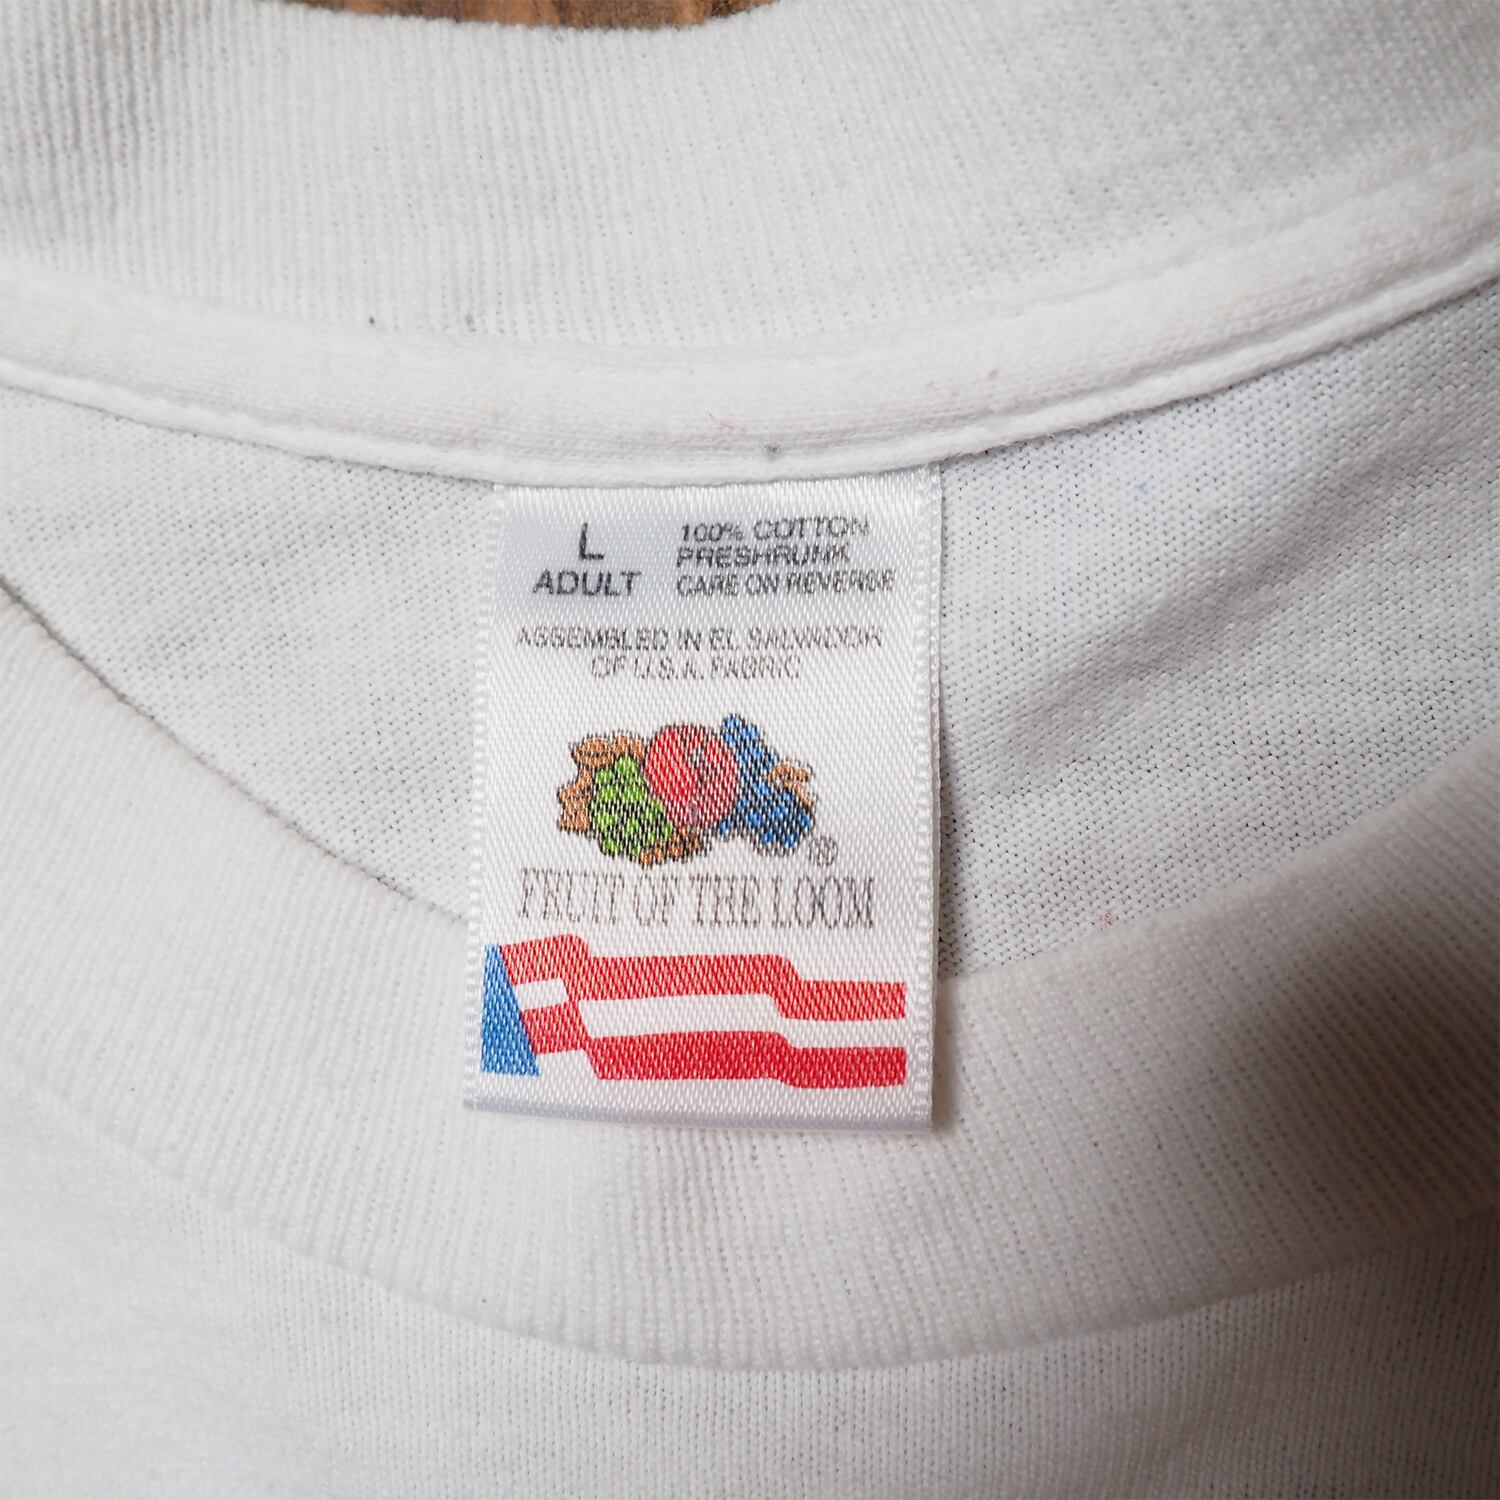 L
ADULT
100% COTTON
PRESHRUNK
CARE ON REVERSE
ASSEMBLED IN EL SALVADOR
OF U.S.A. FABRIC
®
FRUIT OF THE LOOM